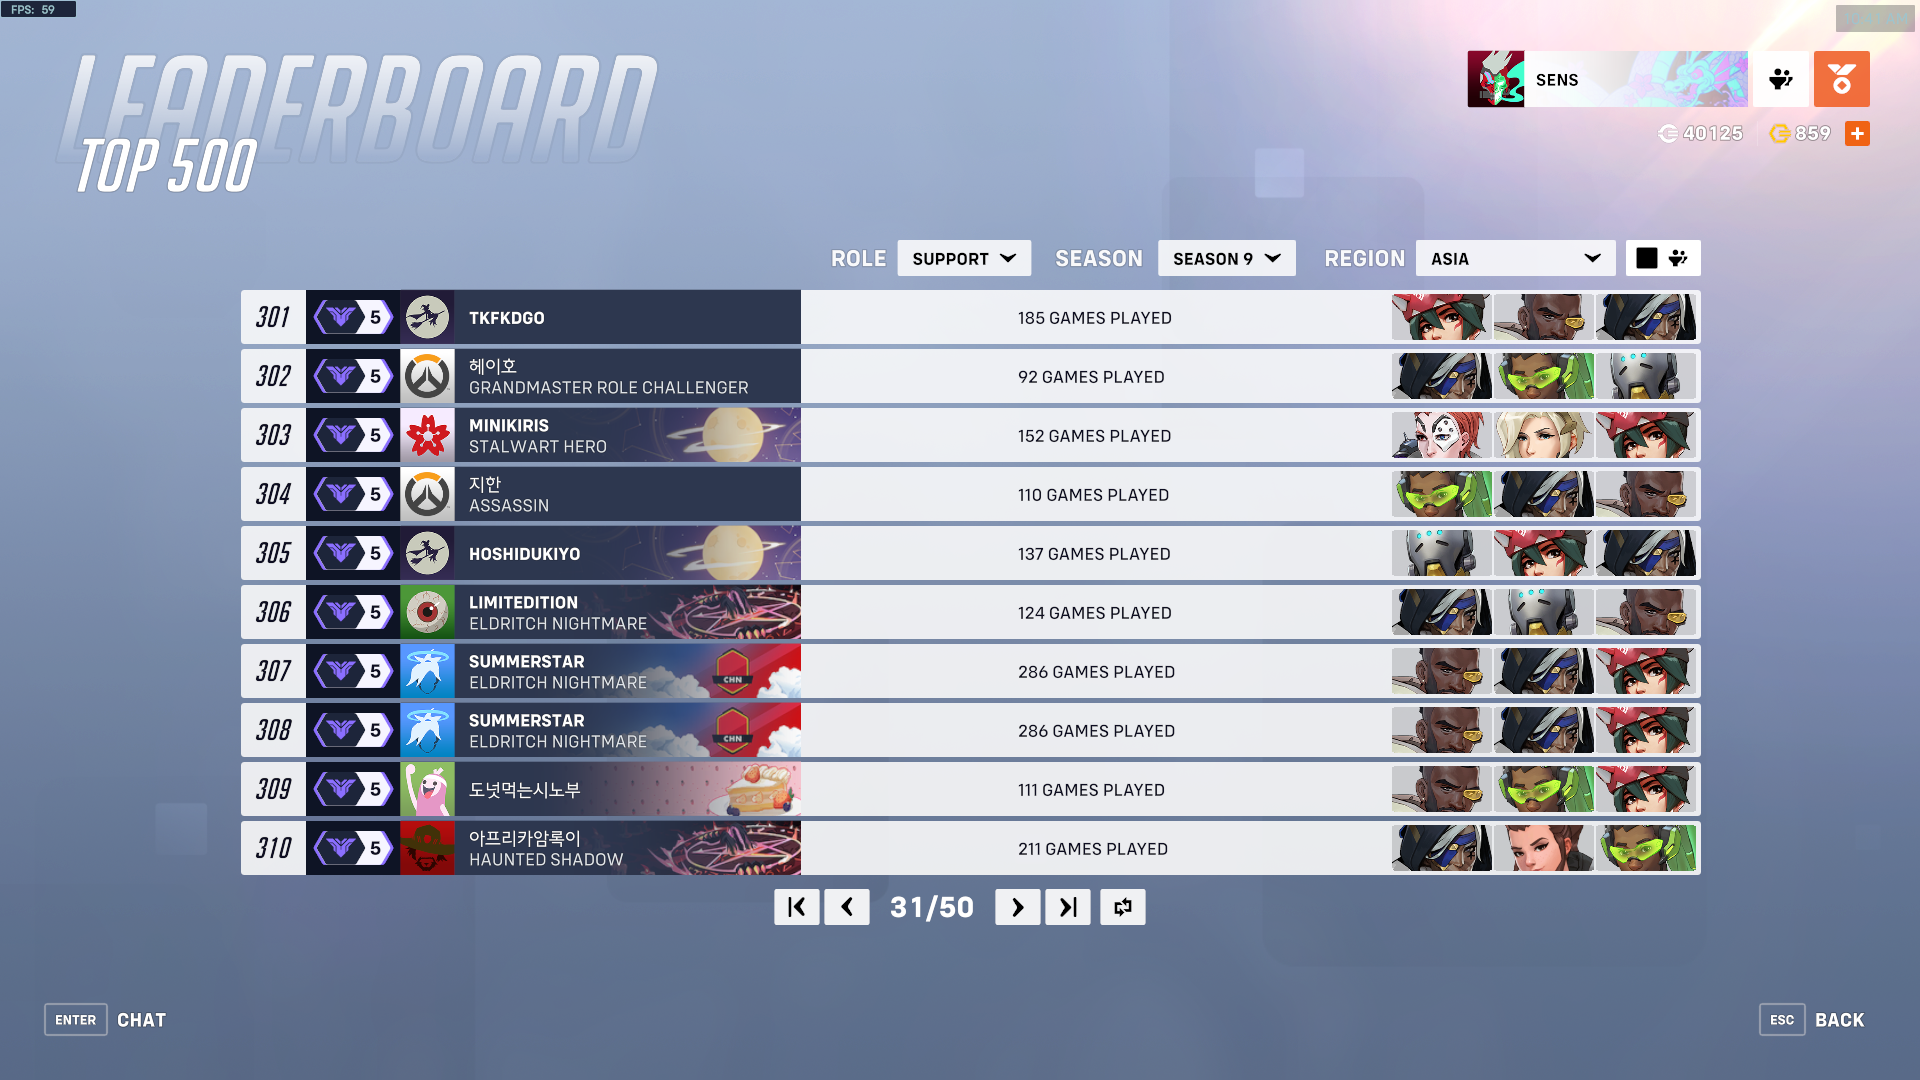 FPS: 59
LEADERBOARD
TOP 500
SENS
40125
859
ROLE SUPPORT SEASON SEASON 9 REGION ASIA
301 5 TKFKDGO 185 GAMES PLAYED
302 5 헤이호 92 GAMES PLAYED
GRANDMASTER ROLE CHALLENGER
303 5 MINIKIRIS 152 GAMES PLAYED
STALWART HERO
304 5 지한 110 GAMES PLAYED
ASSASSIN
305 5 HOSHIDUKIYO 137 GAMES PLAYED
306 5 LIMITEDITION 124 GAMES PLAYED
ELDRITCH NIGHTMARE
307 5 SUMMERSTAR CHN 286 GAMES PLAYED
ELDRITCH NIGHTMARE
308 5 SUMMERSTAR CHN 286 GAMES PLAYED
ELDRITCH NIGHTMARE
309 5 도넛먹는시노부 111 GAMES PLAYED
310 5 아프리카암록이 211 GAMES PLAYED
HAUNTED SHADOW
31/50
ENTER CHAT
ESC BACK